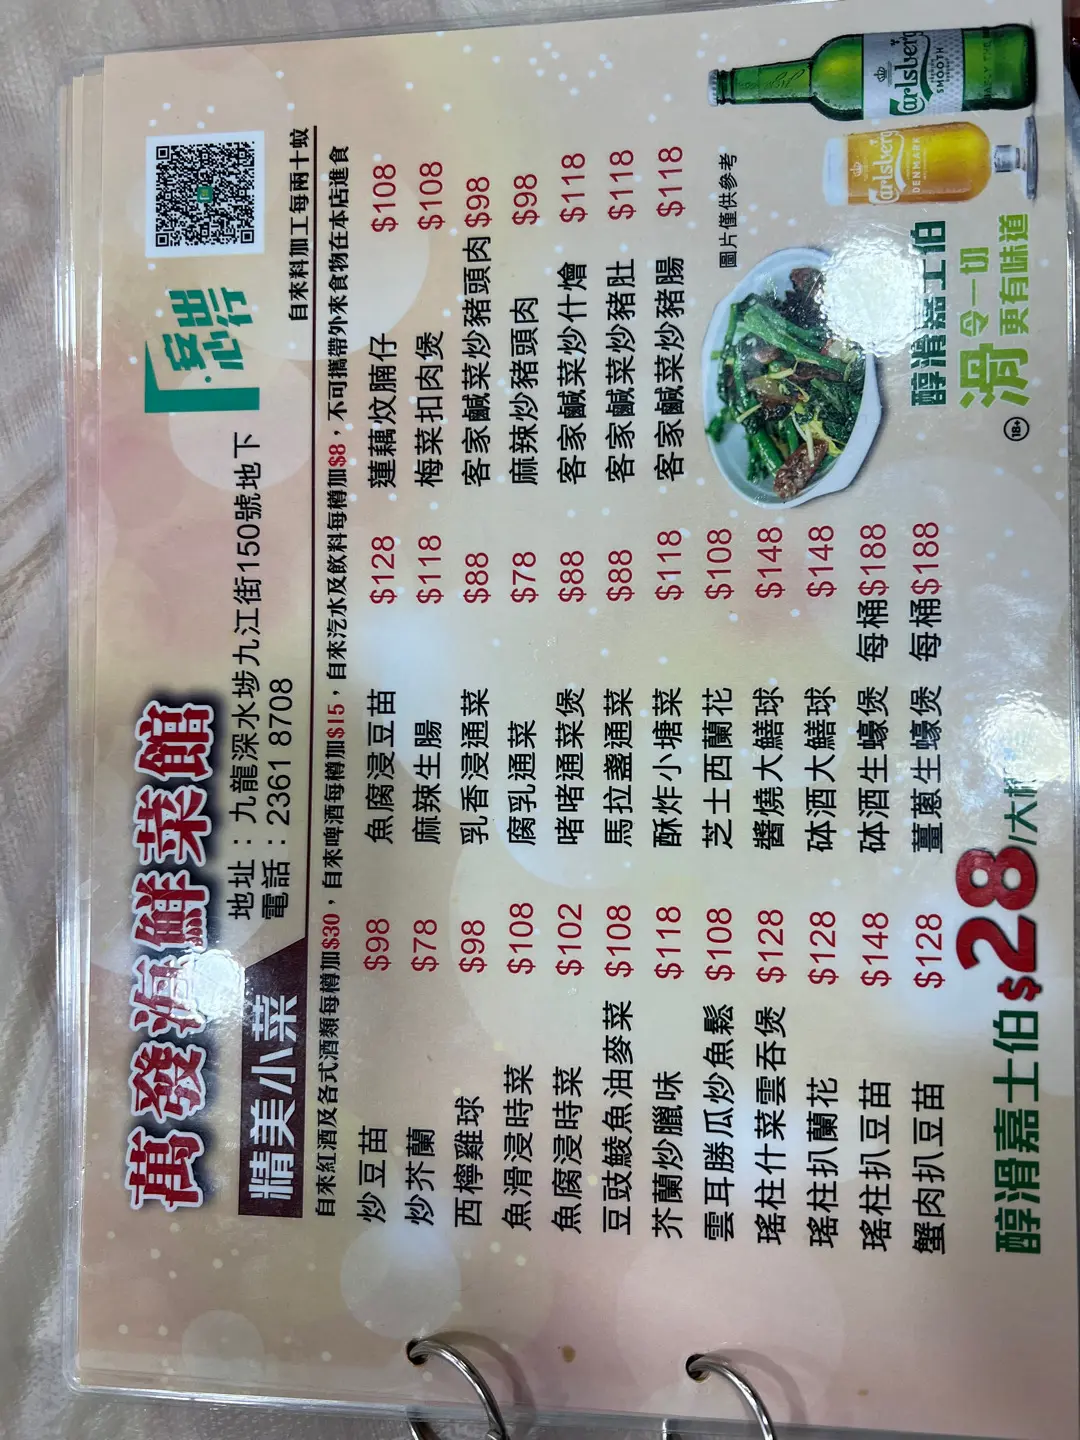 萬發海鮮菜館
安心出行
地址：九龍深水埗九江街150號地下
電話：2361 8708
精美小菜
自來料加工每兩十蚊
自來紅酒及各式酒類每樽加$30，自來啤酒每樽加$15，自來汽水及飲料每樽加$8，不可攜帶外來食物在本店進食
炒豆苗 $98
炒芥蘭 $78
西檸雞球 $98
魚滑浸時菜 $108
魚腐浸時菜 $102
豆豉鯪魚油麥菜 $108
芥蘭炒臘味 $118
雲耳勝瓜炒魚鬆 $108
瑤柱什菜雲吞煲 $128
瑤柱扒蘭花 $128
瑤柱扒豆苗 $148
蟹肉扒豆苗 $128
魚腐浸豆苗 $128
麻辣生腸 $118
乳香浸通菜 $88
腐乳通菜 $78
啫啫通菜煲 $88
馬拉盞通菜 $88
酥炸小塘菜 $118
芝士西蘭花 $108
醬燒大鱔球 $148
砵酒大鱔球 $148
砵酒生蠔煲 每桶$188
薑蔥生蠔煲 每桶$188
蓮藕炆腩仔 $108
梅菜扣肉煲 $108
客家鹹菜炒豬頭肉 $98
麻辣炒豬頭肉 $98
客家鹹菜炒什燴 $118
客家鹹菜炒豬肚 $118
客家鹹菜炒豬腸 $118
圖片僅供參考
醇滑嘉士伯 $28/大
醇滑嘉士伯
滑令一切
更有味道
18+
Carlsberg
SMOOTH
Carlsberg
DENMARK